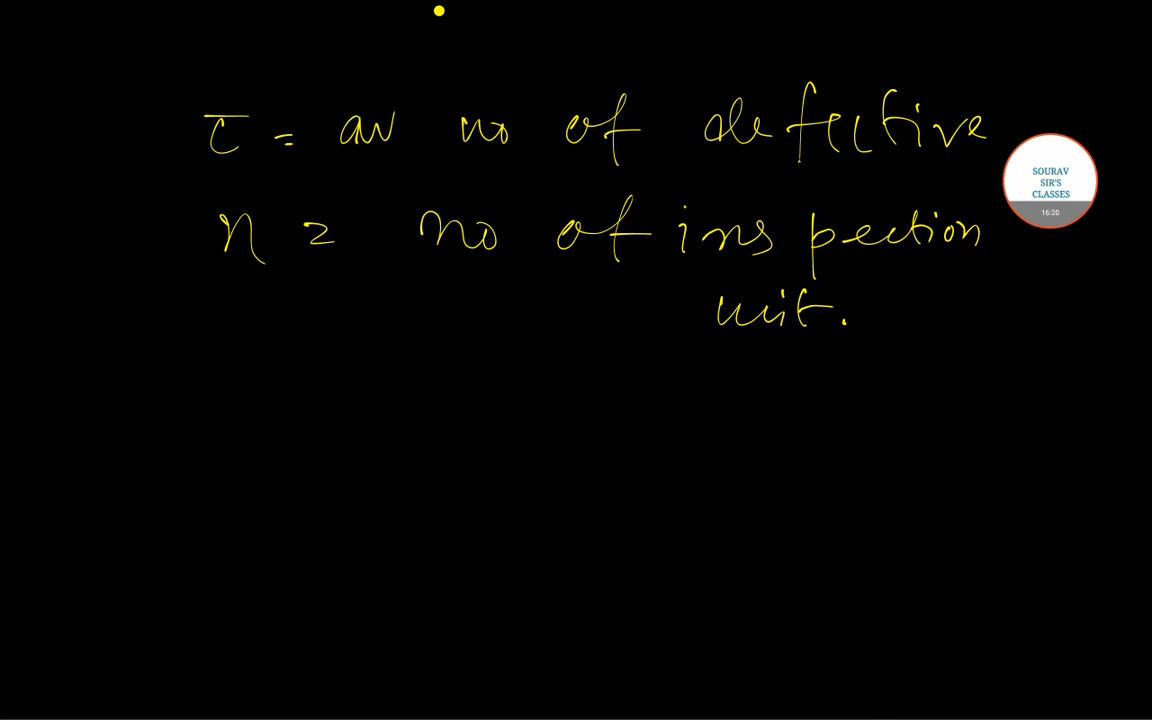 c̄ = av no of defective
n = no of inspection
unit.
SOURAV
SIR'S
CLASSES
16:20